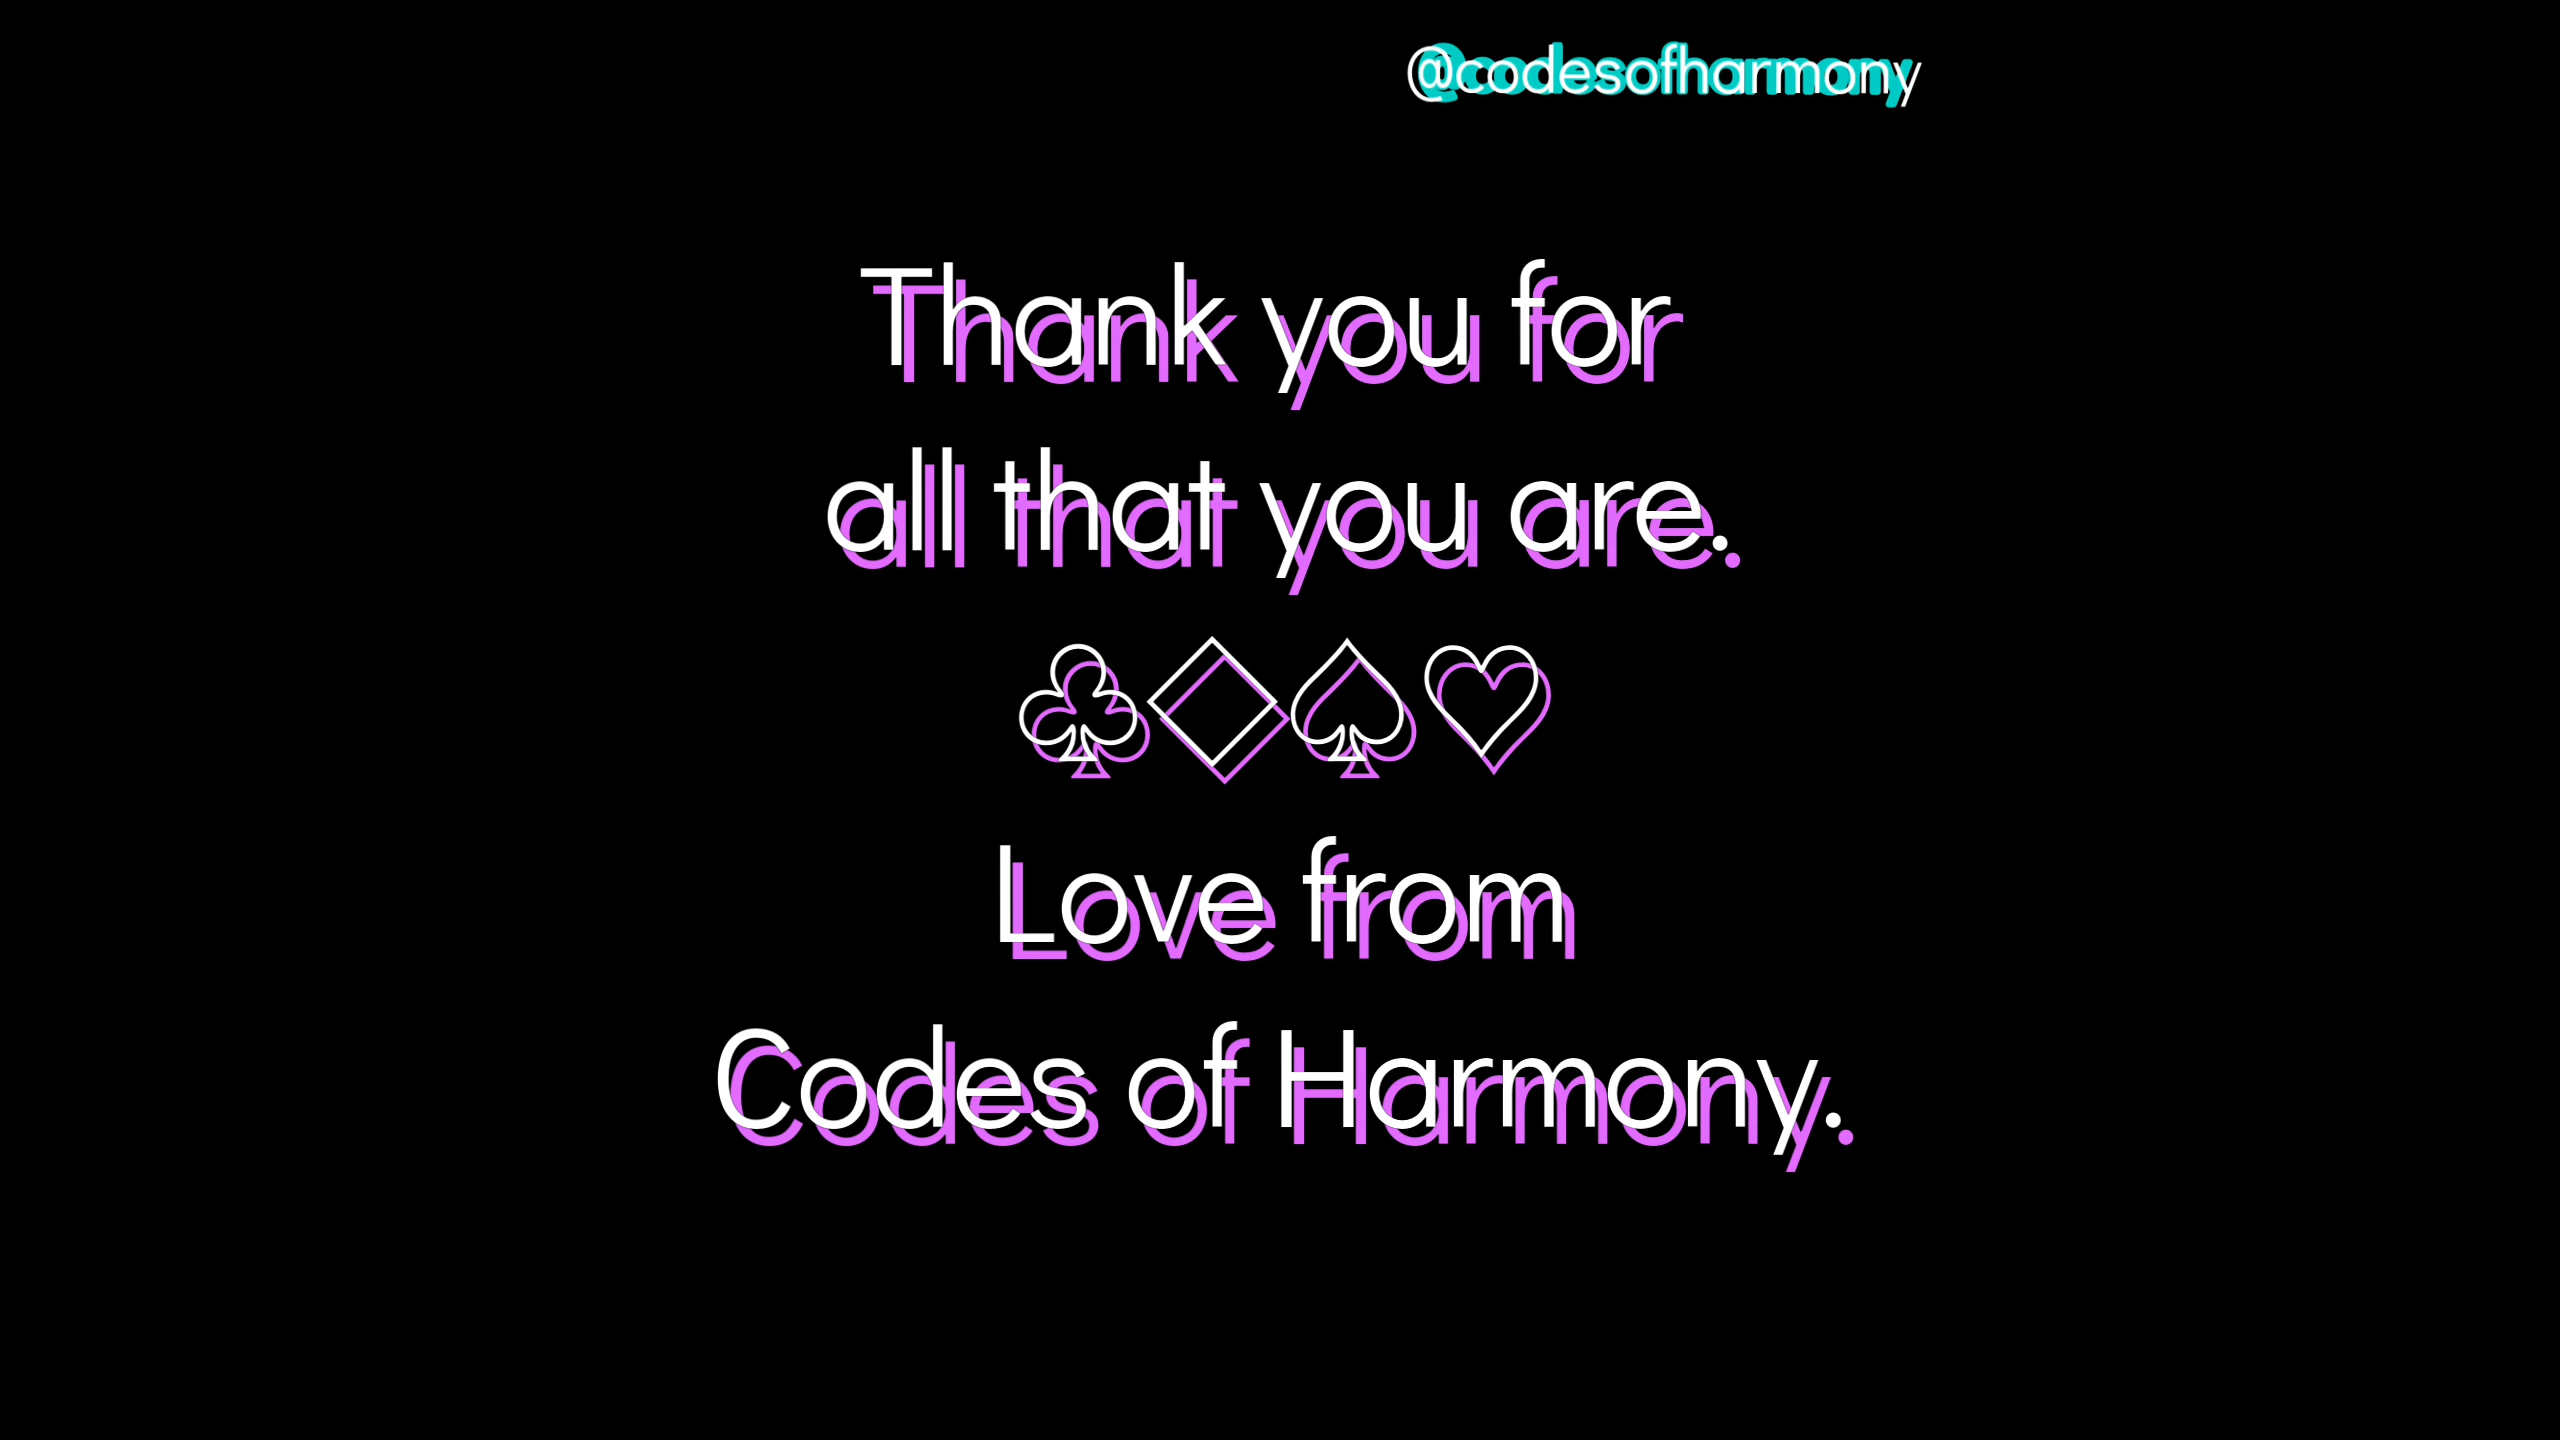 @codesofharmony
Thank you for
all that you are.
♧◇♤♡
Love from
Codes of Harmony.